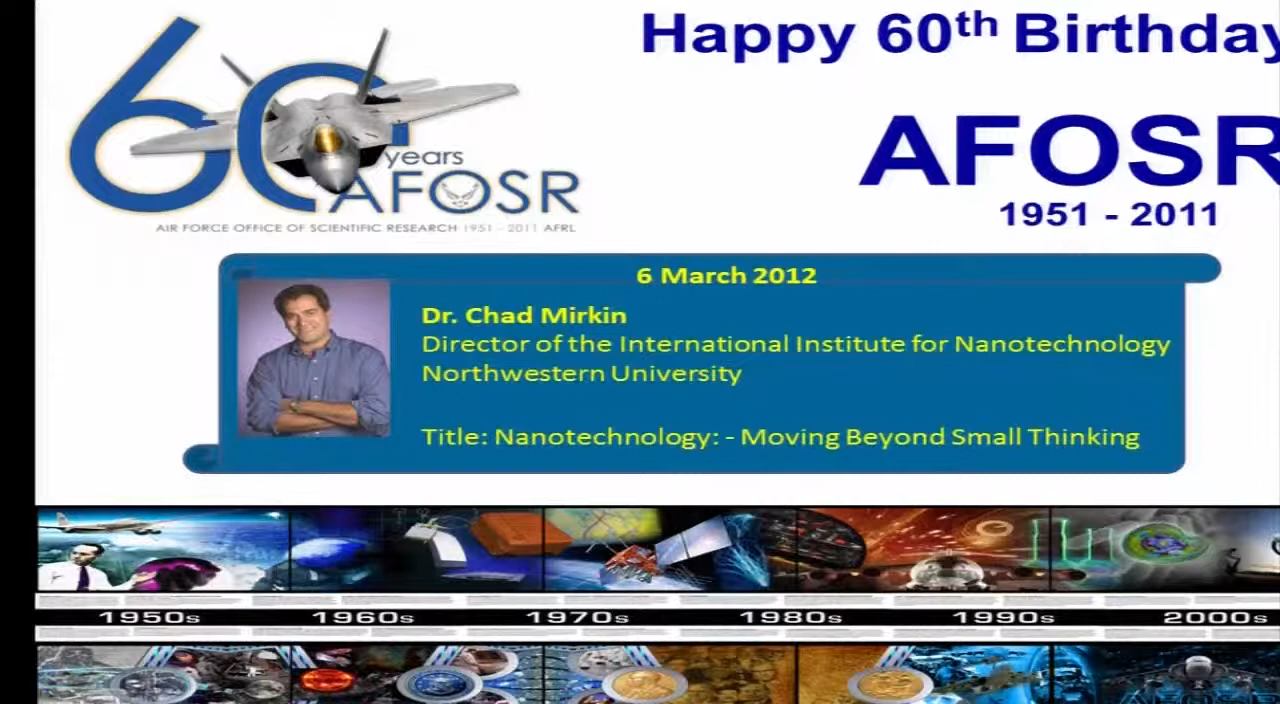 60
years
AFOSR
AIR FORCE OFFICE OF SCIENTIFIC RESEARCH 1951 - 2011 AFRL
Happy 60th Birthday
AFOSR
1951 - 2011
6 March 2012
Dr. Chad Mirkin
Director of the International Institute for Nanotechnology
Northwestern University
Title: Nanotechnology: - Moving Beyond Small Thinking
1950s 1960s 1970s 1980s 1990s 2000s